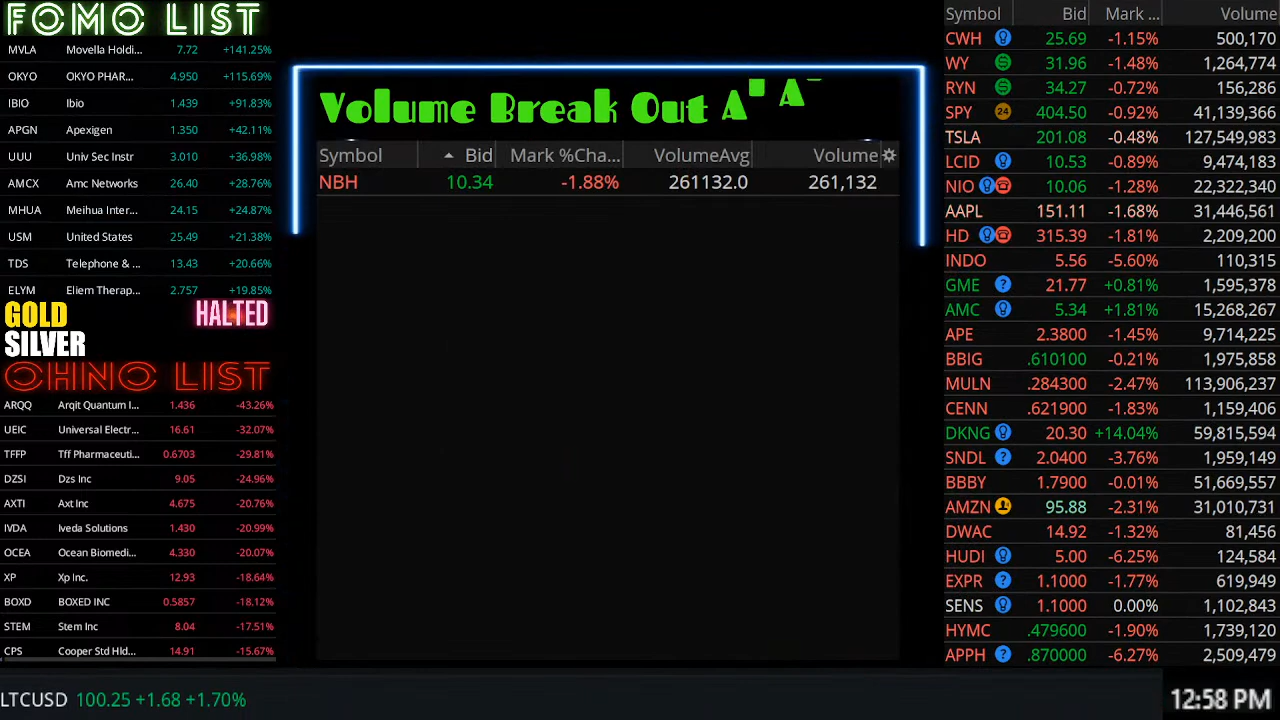 FOMO LIST
MVLA Movella Holdi... 7.72 +141.25%
OKYO OKYO PHAR... 4.950 +115.69%
IBIO Ibio 1.439 +91.83%
APGN Apexigen 1.350 +42.11%
UUU Univ Sec Instr 3.010 +36.98%
AMCX Amc Networks 26.40 +28.76%
MHUA Meihua Inter... 24.15 +24.87%
USM United States 25.49 +21.38%
TDS Telephone & ... 13.43 +20.66%
ELYM Eliem Therap... 2.757 +19.85%
GOLD HALTED
SILVER
OHNO LIST
ARQQ Arqit Quantum I... 1.436 -43.26%
UEIC Universal Electr... 16.61 -32.07%
TFFP Tff Pharmaceuti... 0.6703 -29.81%
DZSI Dzs Inc 9.05 -24.96%
AXTI Axt Inc 4.675 -20.76%
IVDA Iveda Solutions 1.430 -20.99%
OCEA Ocean Biomedi... 4.330 -20.07%
XP Xp Inc. 12.93 -18.64%
BOXD BOXED INC 0.5857 -18.12%
STEM Stem Inc 8.04 -17.51%
CPS Cooper Std Hld... 14.91 -15.67%
Volume Break Out
Symbol Bid Mark %Cha... VolumeAvg Volume
NBH 10.34 -1.88% 261132.0 261,132
Symbol Bid Mark ... Volume
CWH 25.69 -1.15% 500,170
WY 31.96 -1.48% 1,264,774
RYN 34.27 -0.72% 156,286
SPY 24 404.50 -0.92% 41,139,366
TSLA 201.08 -0.48% 127,549,983
LCID 10.53 -0.89% 9,474,183
NIO 10.06 -1.28% 22,322,340
AAPL 151.11 -1.68% 31,446,561
HD 315.39 -1.81% 2,209,200
INDO 5.56 -5.60% 110,315
GME ? 21.77 +0.81% 1,595,378
AMC 5.34 +1.81% 15,268,267
APE 2.3800 -1.45% 9,714,225
BBIG .610100 -0.21% 1,975,858
MULN .284300 -2.47% 113,906,237
CENN .621900 -1.83% 1,159,406
DKNG 20.30 +14.04% 59,815,594
SNDL ? 2.0400 -3.76% 1,959,149
BBBY 1.7900 -0.01% 51,669,557
AMZN 95.88 -2.31% 31,010,731
DWAC 14.92 -1.32% 81,456
HUDI 5.00 -6.25% 124,584
EXPR ? 1.1000 -1.77% 619,949
SENS 1.1000 0.00% 1,102,843
HYMC .479600 -1.90% 1,739,120
APPH ? .870000 -6.27% 2,509,479
LTCUSD 100.25 +1.68 +1.70%
12:58 PM